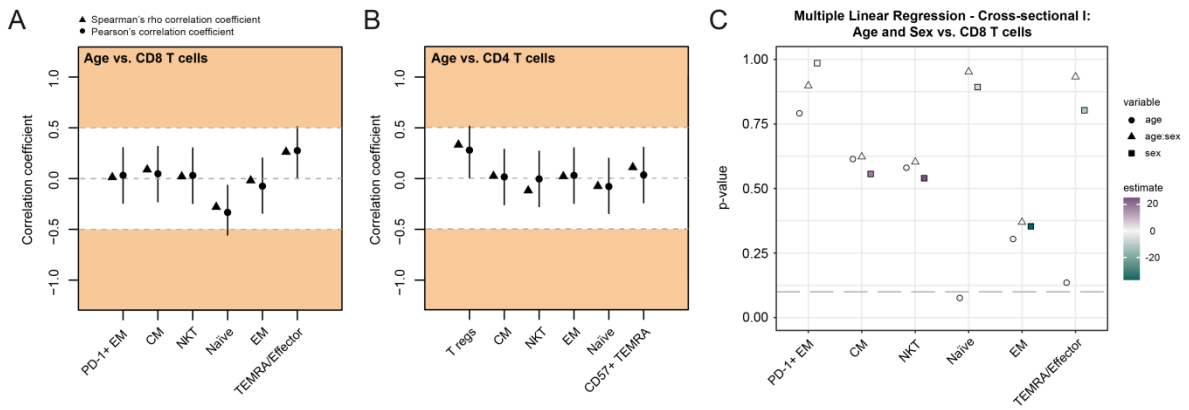 A
▲ Spearman's rho correlation coefficient
● Pearson's correlation coefficient
Age vs. CD8 T cells
Correlation coefficient
1.0
0.5
0.0
−0.5
−1.0
PD-1+ EM
CM
NKT
Naïve
EM
TEMRA/Effector
B
Age vs. CD4 T cells
Correlation coefficient
1.0
0.5
0.0
−0.5
−1.0
T regs
CM
NKT
EM
Naïve
CD57+ TEMRA
C
Multiple Linear Regression - Cross-sectional I:
Age and Sex vs. CD8 T cells
p-value
1.00
0.75
0.50
0.25
0.00
PD-1+ EM
CM
NKT
Naïve
EM
TEMRA/Effector
variable
age
age:sex
sex
estimate
20
0
-20